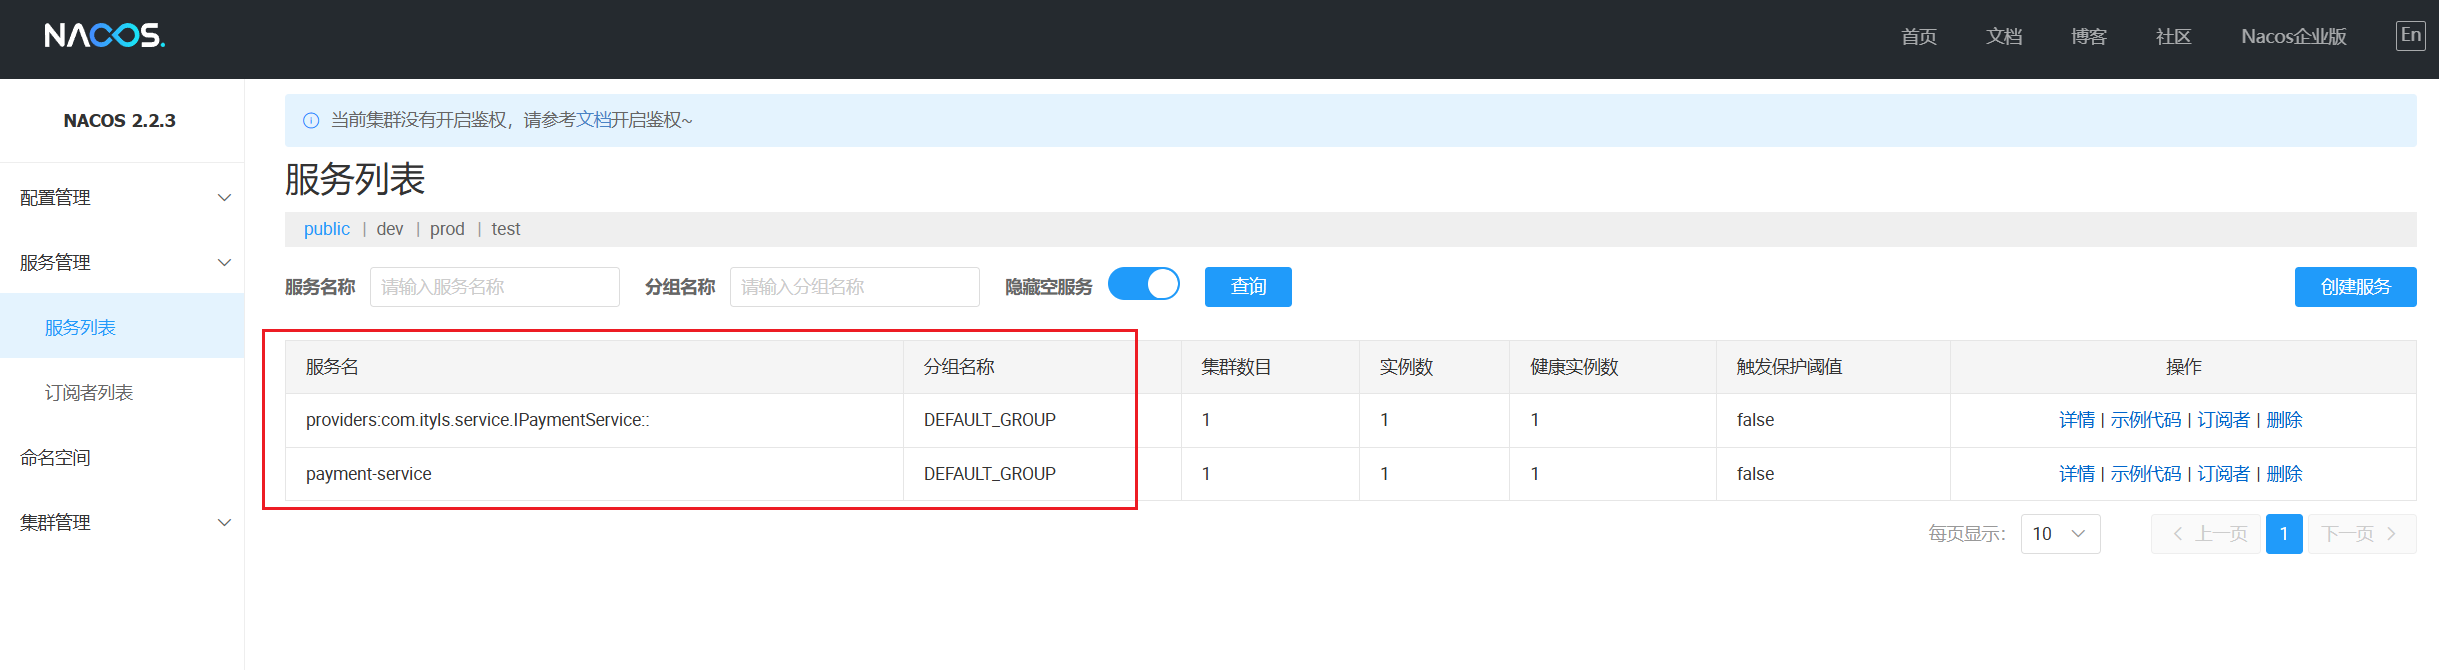 NACOS.
首页 文档 博客 社区 Nacos企业版 En
NACOS 2.2.3
配置管理
服务管理
服务列表
订阅者列表
命名空间
集群管理
当前集群没有开启鉴权，请参考文档开启鉴权~
服务列表
public | dev | prod | test
服务名称 请输入服务名称 分组名称 请输入分组名称 隐藏空服务 查询 创建服务
服务名 分组名称 集群数目 实例数 健康实例数 触发保护阈值 操作
providers:com.ityls.service.IPaymentService:: DEFAULT_GROUP 1 1 1 false 详情 | 示例代码 | 订阅者 | 删除
payment-service DEFAULT_GROUP 1 1 1 false 详情 | 示例代码 | 订阅者 | 删除
每页显示: 10 上一页 1 下一页